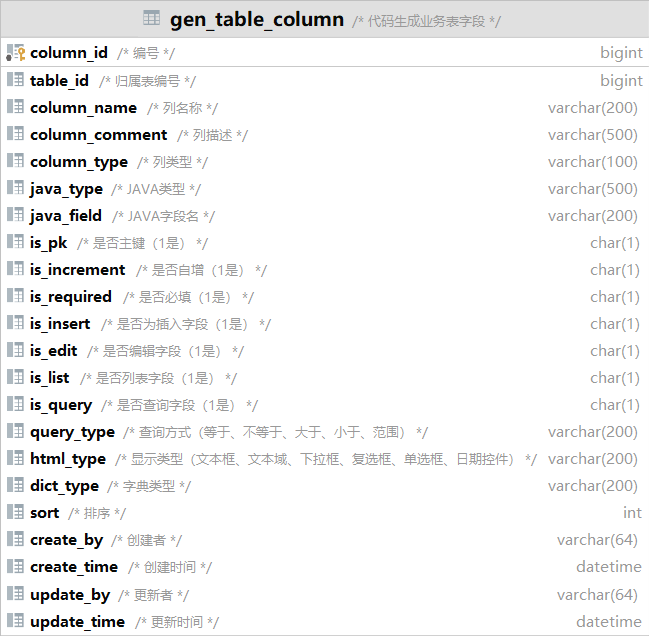 gen_table_column /* 代码生成业务表字段 */
column_id /* 编号 */ bigint
table_id /* 归属表编号 */ bigint
column_name /* 列名称 */ varchar(200)
column_comment /* 列描述 */ varchar(500)
column_type /* 列类型 */ varchar(100)
java_type /* JAVA类型 */ varchar(500)
java_field /* JAVA字段名 */ varchar(200)
is_pk /* 是否主键（1是） */ char(1)
is_increment /* 是否自增（1是） */ char(1)
is_required /* 是否必填（1是） */ char(1)
is_insert /* 是否为插入字段（1是） */ char(1)
is_edit /* 是否编辑字段（1是） */ char(1)
is_list /* 是否列表字段（1是） */ char(1)
is_query /* 是否查询字段（1是） */ char(1)
query_type /* 查询方式（等于、不等于、大于、小于、范围） */ varchar(200)
html_type /* 显示类型（文本框、文本域、下拉框、复选框、单选框、日期控件） */ varchar(200)
dict_type /* 字典类型 */ varchar(200)
sort /* 排序 */ int
create_by /* 创建者 */ varchar(64)
create_time /* 创建时间 */ datetime
update_by /* 更新者 */ varchar(64)
update_time /* 更新时间 */ datetime